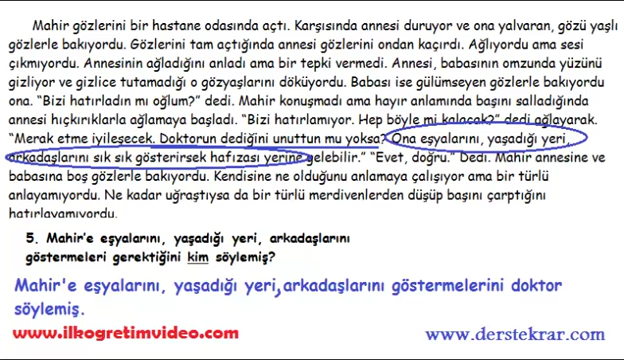 Mahir gözlerini bir hastane odasında açtı. Karşısında annesi duruyor ve ona yalvaran, gözü yaşlı
gözlerle bakıyordu. Gözlerini tam açtığında annesi gözlerini ondan kaçırdı. Ağlıyordu ama sesi
çıkmıyordu. Annesinin ağladığını anladı ama bir tepki vermedi. Annesi, babasının omzunda yüzünü
gizliyor ve gizlice tutamadığı o gözyaşlarını döküyordu. Babası ise gülümseyen gözlerle bakıyordu
ona. “Bizi hatırladın mı oğlum?” dedi. Mahir konuşmadı ama hayır anlamında başını salladığında
annesi hıçkırıklarla ağlamaya başladı. “Bizi hatırlamıyor. Hep böyle mi kalacak?” dedi ağlayarak.
“Merak etme iyileşecek. Doktorun dediğini unuttun mu yoksa? Ona eşyalarını, yaşadığı yeri,
arkadaşlarını sık sık gösterirsek hafızası yerine gelebilir.” “Evet, doğru.” Dedi. Mahir annesine ve
babasına boş gözlerle bakıyordu. Kendisine ne olduğunu anlamaya çalışıyor ama bir türlü
anlayamıyordu. Ne kadar uğraştıysa da bir türlü merdivenlerden düşüp başını çarptığını
hatırlayamıyordu.
5. Mahir’e eşyalarını, yaşadığı yeri, arkadaşlarını
göstermeleri gerektiğini kim söylemiş?
Mahir'e eşyalarını, yaşadığı yeri,arkadaşlarını göstermelerini doktor
söylemiş.
www.ilkogretimvideo.com
www.derstekrar.com